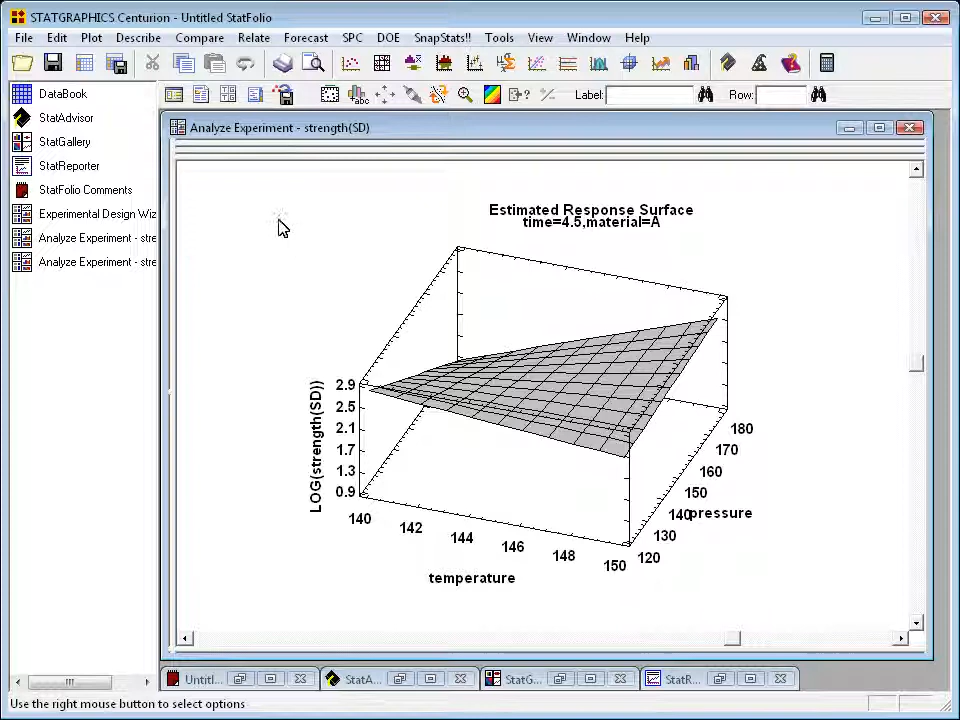 STATGRAPHICS Centurion - Untitled StatFolio
File Edit Plot Describe Compare Relate Forecast SPC DOE SnapStats!! Tools View Window Help
Label: Row:
DataBook
StatAdvisor
StatGallery
StatReporter
StatFolio Comments
Experimental Design Wiz
Analyze Experiment - stre
Analyze Experiment - stre
Analyze Experiment - strength(SD)
Estimated Response Surface
time=4.5,material=A
LOG(strength(SD))
2.9
2.5
2.1
1.7
1.3
0.9
140 142 144 146 148 150
temperature
180
170
160
150
140
130
120
pressure
Untitl... StatA... StatG... StatR...
Use the right mouse button to select options